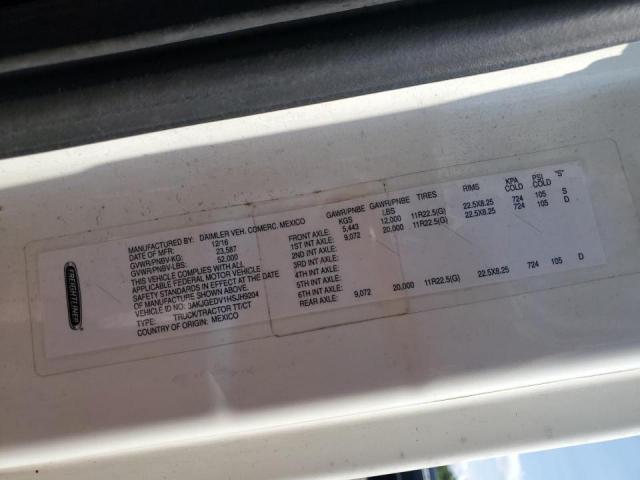 FREIGHTLINER
MANUFACTURED BY: DAIMLER VEH. COMERC. MEXICO
DATE OF MFR: 12/16
GVWR/PNBV-KG: 23,587
GVWR/PNBV-LBS: 52,000
THIS VEHICLE COMPLIES WITH ALL
APPLICABLE FEDERAL MOTOR VEHICLE
SAFETY STANDARDS IN EFFECT AT THE DATE
OF MFR SHOWN ABOVE.
VEHICLE ID NO: 3AKJGEDV1HSJH9204
TYPE: TRUCK/TRACTOR TT/CT
COUNTRY OF ORIGIN: MEXICO
GAWR/PNBE KGS GAWR/PNBE LBS TIRES RIMS KPA COLD PSI COLD "S"
FRONT AXLE: 5,443 12,000 11R22.5(G) 22.5X8.25 724 105 S
1ST INT AXLE: 9,072 20,000 11R22.5(G) 22.5X8.25 724 105 D
2ND INT AXLE:
3RD INT AXLE:
4TH INT AXLE:
5TH INT AXLE:
6TH INT AXLE:
REAR AXLE: 9,072 20,000 11R22.5(G) 22.5X8.25 724 105 D